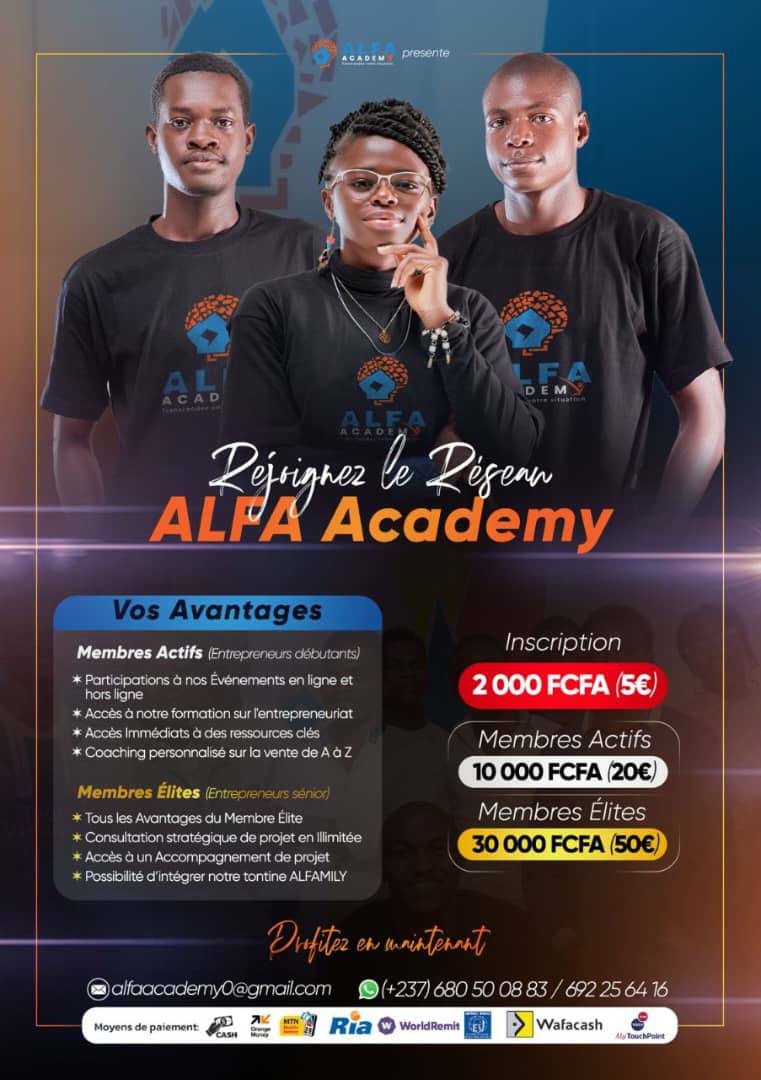 ALFA ACADEMY presente
ALFA
ACADEMY
ALFA
ACADEMY
ALFA
ACADEMY
Réjoignez le Réseau
ALFA Academy
Vos Avantages
Membres Actifs (Entrepreneurs débutants)
✶ Participations à nos Événements en ligne et
hors ligne
✶ Accès à notre formation sur l'entrepreneuriat
✶ Accès Immédiats à des ressources clés
✶ Coaching personnalisé sur la vente de A à Z
Membres Élites (Entrepreneurs sénior)
✶ Tous les Avantages du Membre Élite
✶ Consultation stratégique de projet en Illimitée
✶ Accès à un Accompagnement de projet
✶ Possibilité d'intégrer notre tontine ALFAMILY
Inscription
2 000 FCFA (5€)
Membres Actifs
10 000 FCFA (20€)
Membres Élites
30 000 FCFA (50€)
Profitez en maintenant
alfaacademy0@gmail.com (+237) 680 50 08 83 / 692 25 64 16
Moyens de paiement: CASH Orange Money MTN Ria WorldRemit Wafacash MyTouchPoint